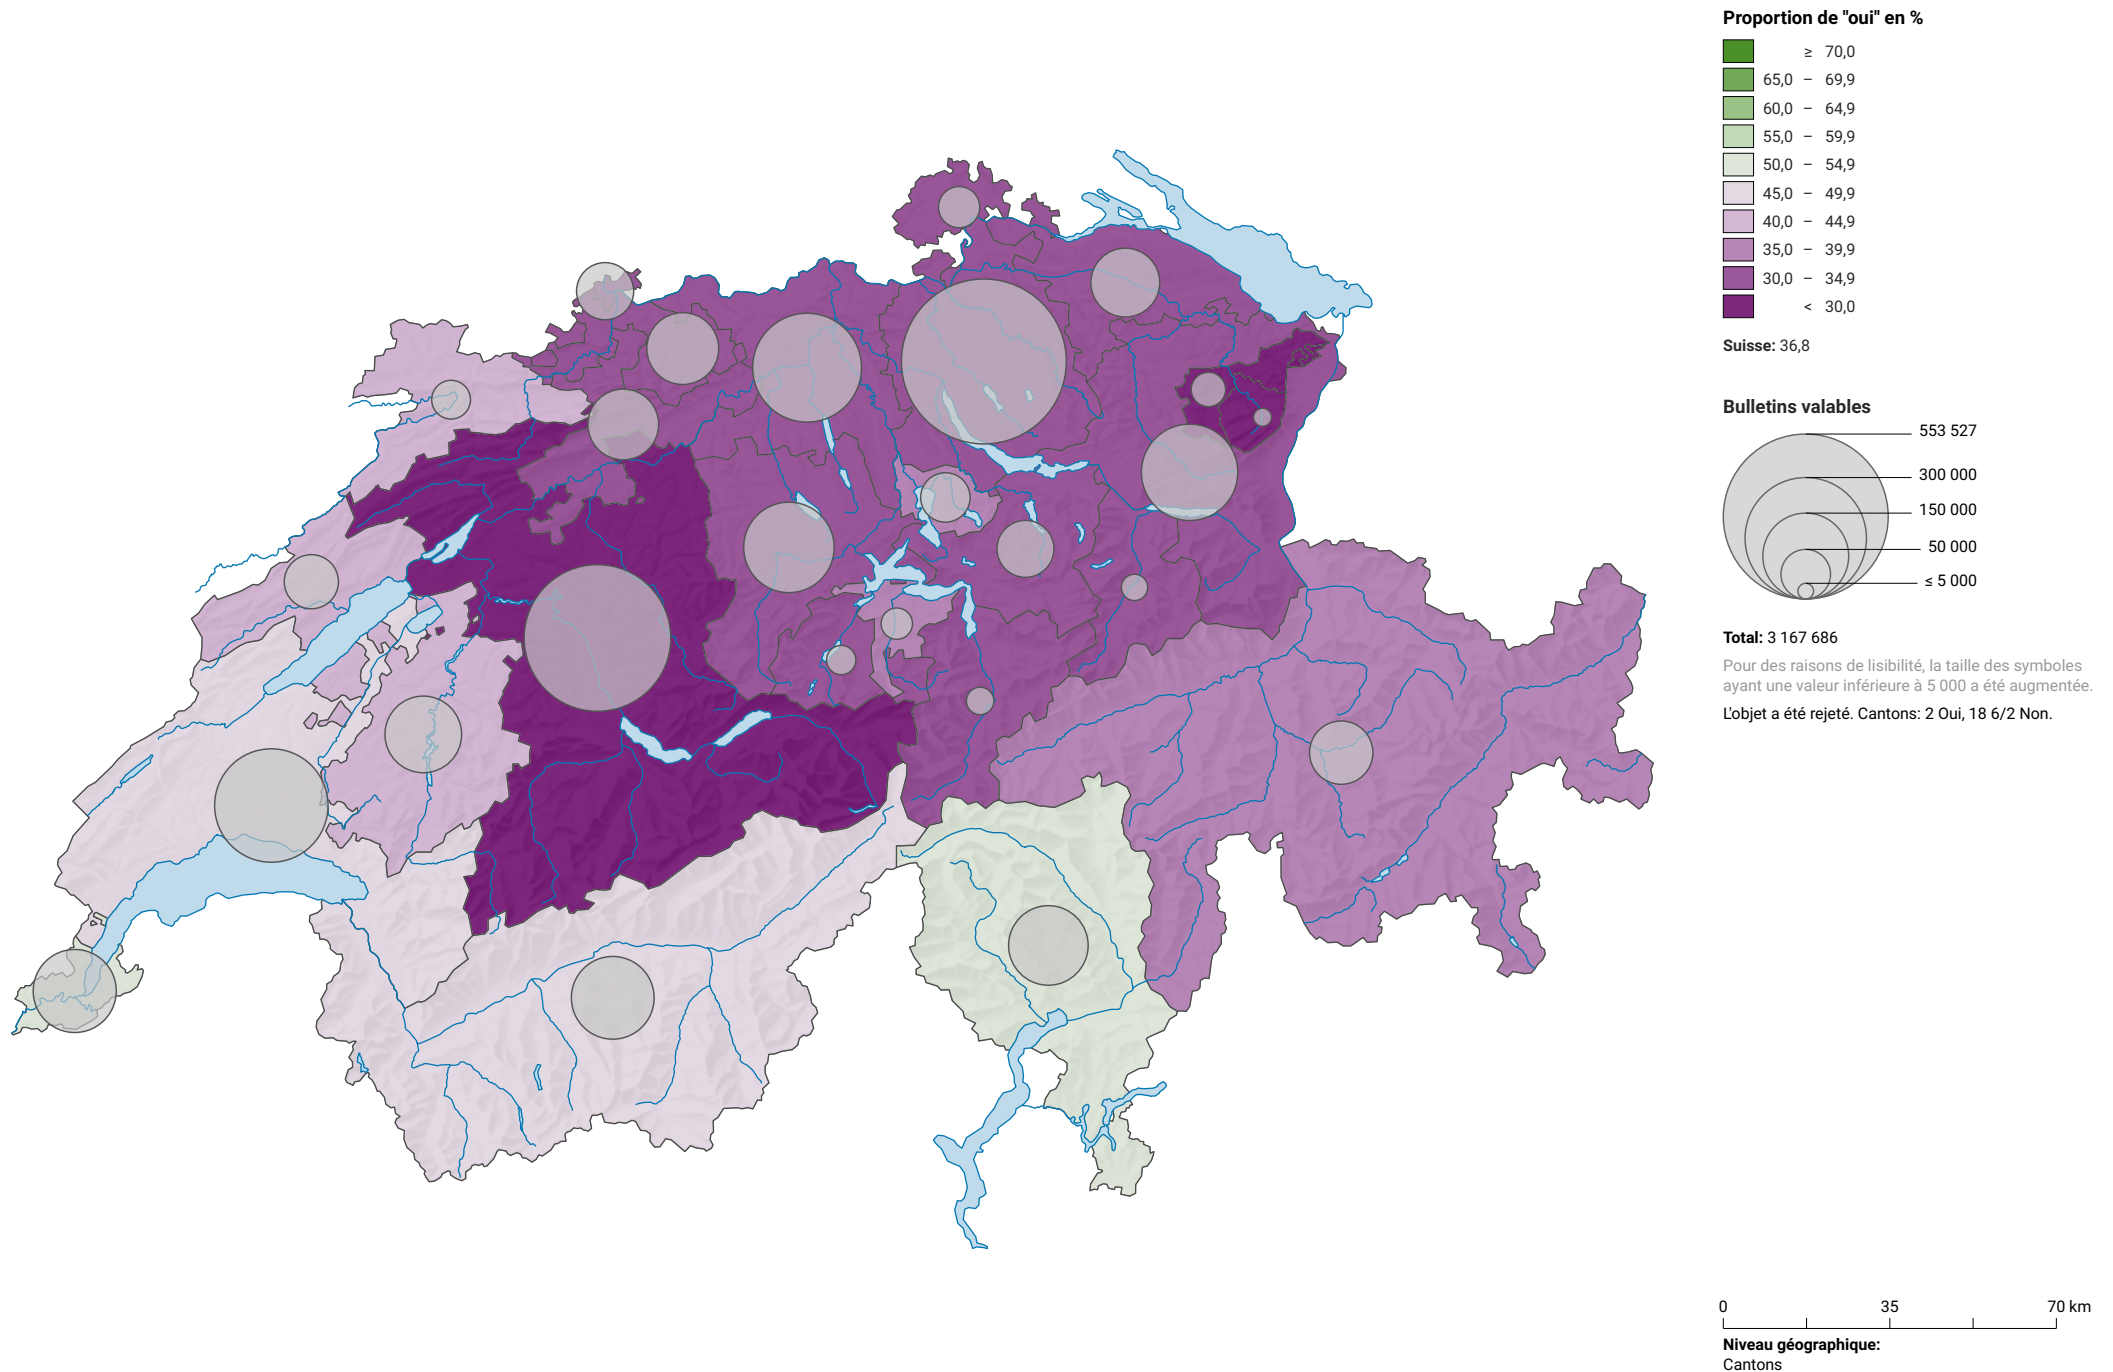 Proportion de "oui" en %
≥ 70,0
65,0 – 69,9
60,0 – 64,9
55,0 – 59,9
50,0 – 54,9
45,0 – 49,9
40,0 – 44,9
35,0 – 39,9
30,0 – 34,9
< 30,0
Suisse: 36,8
Bulletins valables
553 527
300 000
150 000
50 000
≤ 5 000
Total: 3 167 686
Pour des raisons de lisibilité, la taille des symboles
ayant une valeur inférieure à 5 000 a été augmentée.
L'objet a été rejeté. Cantons: 2 Oui, 18 6/2 Non.
0 35 70 km
Niveau géographique:
Cantons